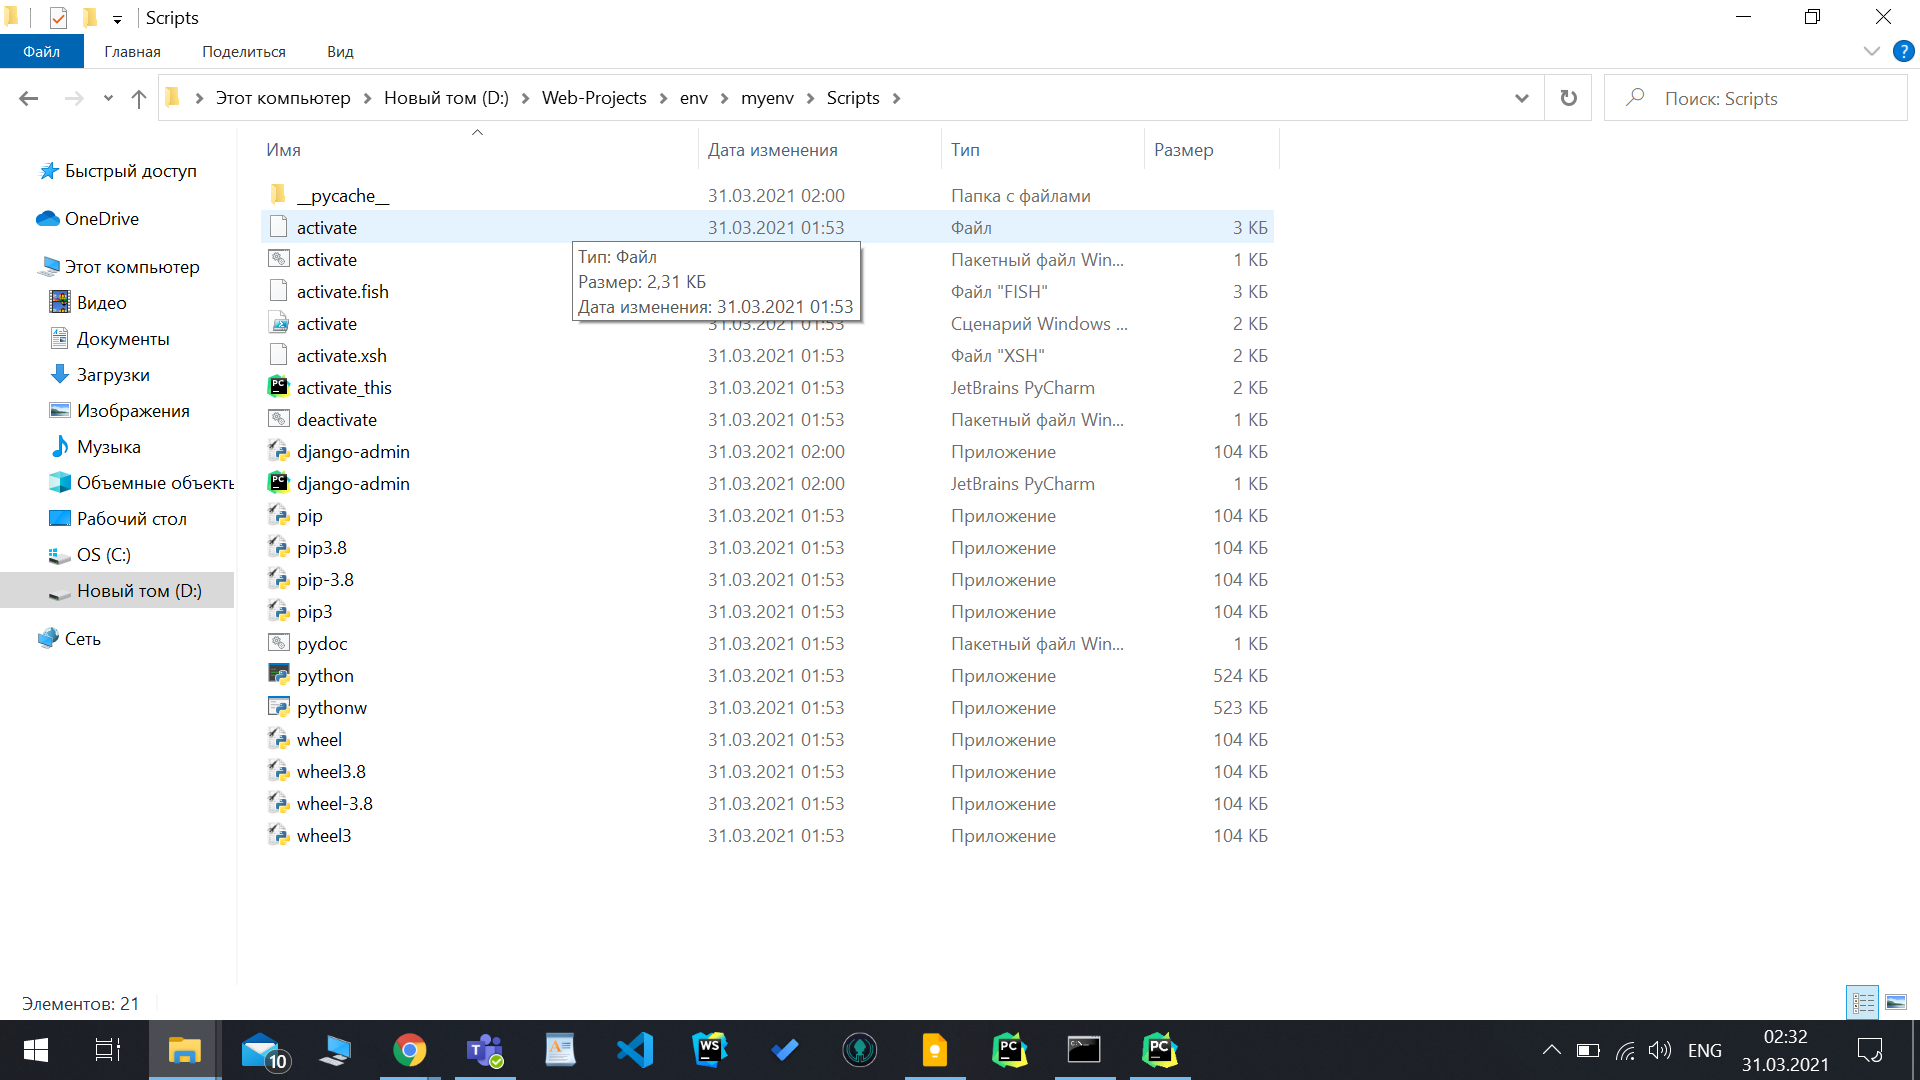 Scripts
Файл Главная Поделиться Вид
Этот компьютер Новый том (D:) Web-Projects env myenv Scripts
Поиск: Scripts
Имя Дата изменения Тип Размер
Быстрый доступ
OneDrive
Этот компьютер
Видео
Документы
Загрузки
Изображения
Музыка
Объемные объекть
Рабочий стол
OS (C:)
Новый том (D:)
Сеть
__pycache__ 31.03.2021 02:00 Папка с файлами
activate 31.03.2021 01:53 Файл 3 КБ
activate Пакетный файл Win... 1 КБ
activate.fish Файл "FISH" 3 КБ
activate 31.03.2021 01:53 Сценарий Windows ... 2 КБ
activate.xsh 31.03.2021 01:53 Файл "XSH" 2 КБ
activate_this 31.03.2021 01:53 JetBrains PyCharm 2 КБ
deactivate 31.03.2021 01:53 Пакетный файл Win... 1 КБ
django-admin 31.03.2021 02:00 Приложение 104 КБ
django-admin 31.03.2021 02:00 JetBrains PyCharm 1 КБ
pip 31.03.2021 01:53 Приложение 104 КБ
pip3.8 31.03.2021 01:53 Приложение 104 КБ
pip-3.8 31.03.2021 01:53 Приложение 104 КБ
pip3 31.03.2021 01:53 Приложение 104 КБ
pydoc 31.03.2021 01:53 Пакетный файл Win... 1 КБ
python 31.03.2021 01:53 Приложение 524 КБ
pythonw 31.03.2021 01:53 Приложение 523 КБ
wheel 31.03.2021 01:53 Приложение 104 КБ
wheel3.8 31.03.2021 01:53 Приложение 104 КБ
wheel-3.8 31.03.2021 01:53 Приложение 104 КБ
wheel3 31.03.2021 01:53 Приложение 104 КБ
Тип: Файл
Размер: 2,31 КБ
Дата изменения: 31.03.2021 01:53
Элементов: 21
10
WS
PC
PC
ENG
02:32
31.03.2021